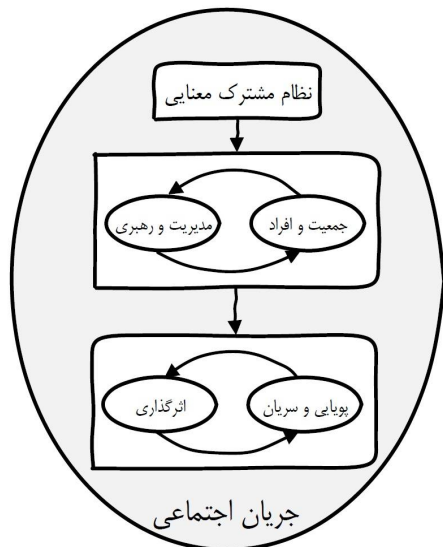 نظام مشترک معنایی
جمعیت و افراد
مدیریت و رهبری
پویایی و سریان
اثرگذاری
جریان اجتماعی